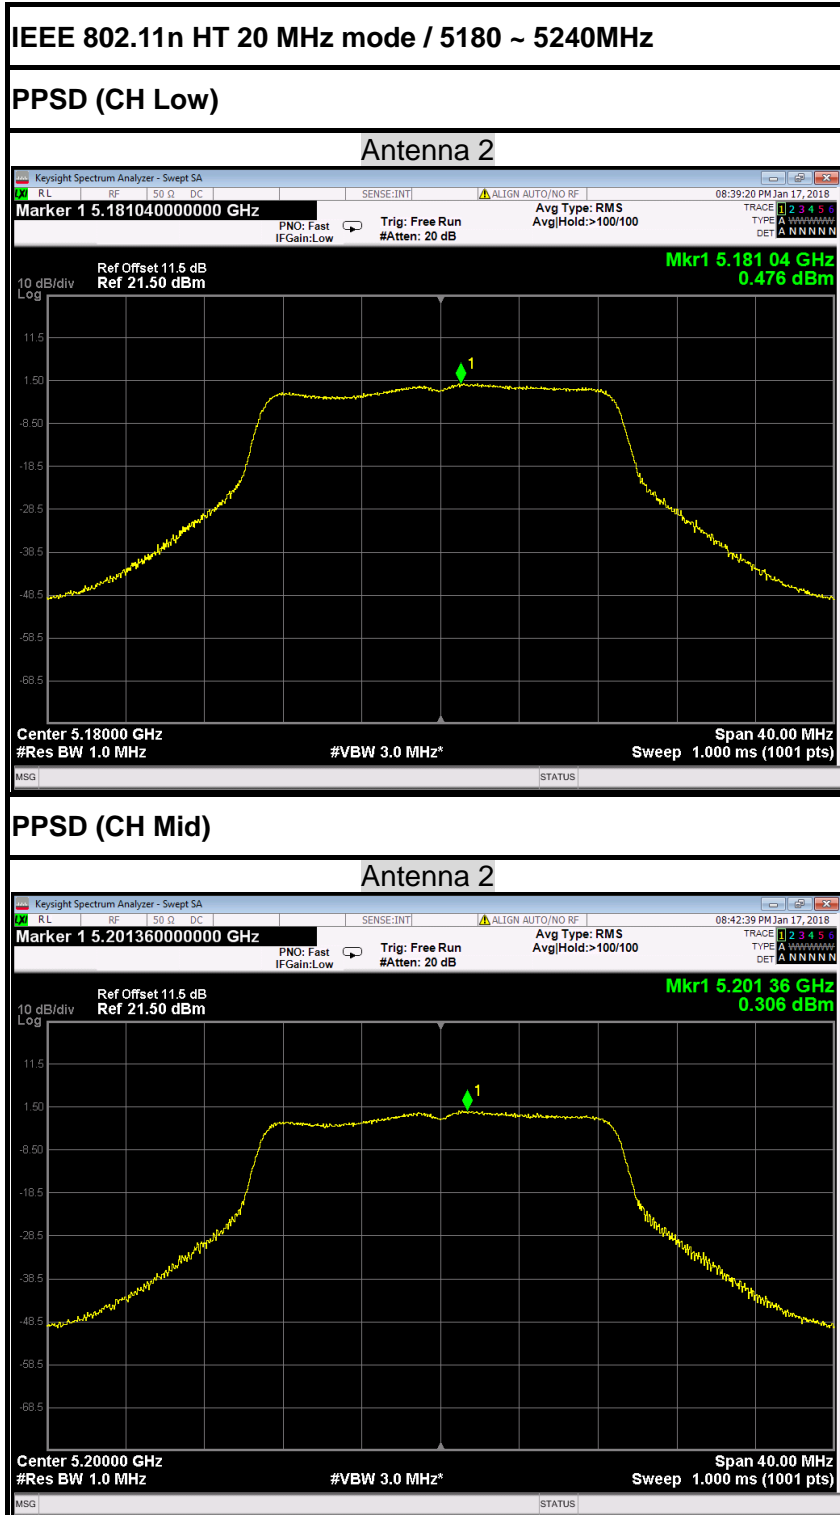 IEEE 802.11n HT 20 MHz mode / 5180 ~ 5240MHz
PPSD (CH Low)
Antenna 2
Keysight Spectrum Analyzer - Swept SA
LXI RL RF 50 Ω DC SENSE:INT ALIGN AUTO/NO RF 08:39:20 PM Jan 17, 2018
Marker 1 5.181040000000 GHz
PNO: Fast
IFGain:Low
Trig: Free Run
#Atten: 20 dB
Avg Type: RMS
Avg|Hold:>100/100
TRACE 1 2 3 4 5 6
TYPE A WWWWW
DET A N N N N N
Mkr1 5.181 04 GHz
0.476 dBm
Ref Offset 11.5 dB
10 dB/div Ref 21.50 dBm
Log
1
11.5
1.50
-8.50
-18.5
-28.5
-38.5
-48.5
-58.5
-68.5
Center 5.18000 GHz Span 40.00 MHz
#Res BW 1.0 MHz #VBW 3.0 MHz* Sweep 1.000 ms (1001 pts)
MSG STATUS
PPSD (CH Mid)
Antenna 2
Keysight Spectrum Analyzer - Swept SA
LXI RL RF 50 Ω DC SENSE:INT ALIGN AUTO/NO RF 08:42:39 PM Jan 17, 2018
Marker 1 5.201360000000 GHz
PNO: Fast
IFGain:Low
Trig: Free Run
#Atten: 20 dB
Avg Type: RMS
Avg|Hold:>100/100
TRACE 1 2 3 4 5 6
TYPE A WWWWW
DET A N N N N N
Mkr1 5.201 36 GHz
0.306 dBm
Ref Offset 11.5 dB
10 dB/div Ref 21.50 dBm
Log
1
11.5
1.50
-8.50
-18.5
-28.5
-38.5
-48.5
-58.5
-68.5
Center 5.20000 GHz Span 40.00 MHz
#Res BW 1.0 MHz #VBW 3.0 MHz* Sweep 1.000 ms (1001 pts)
MSG STATUS